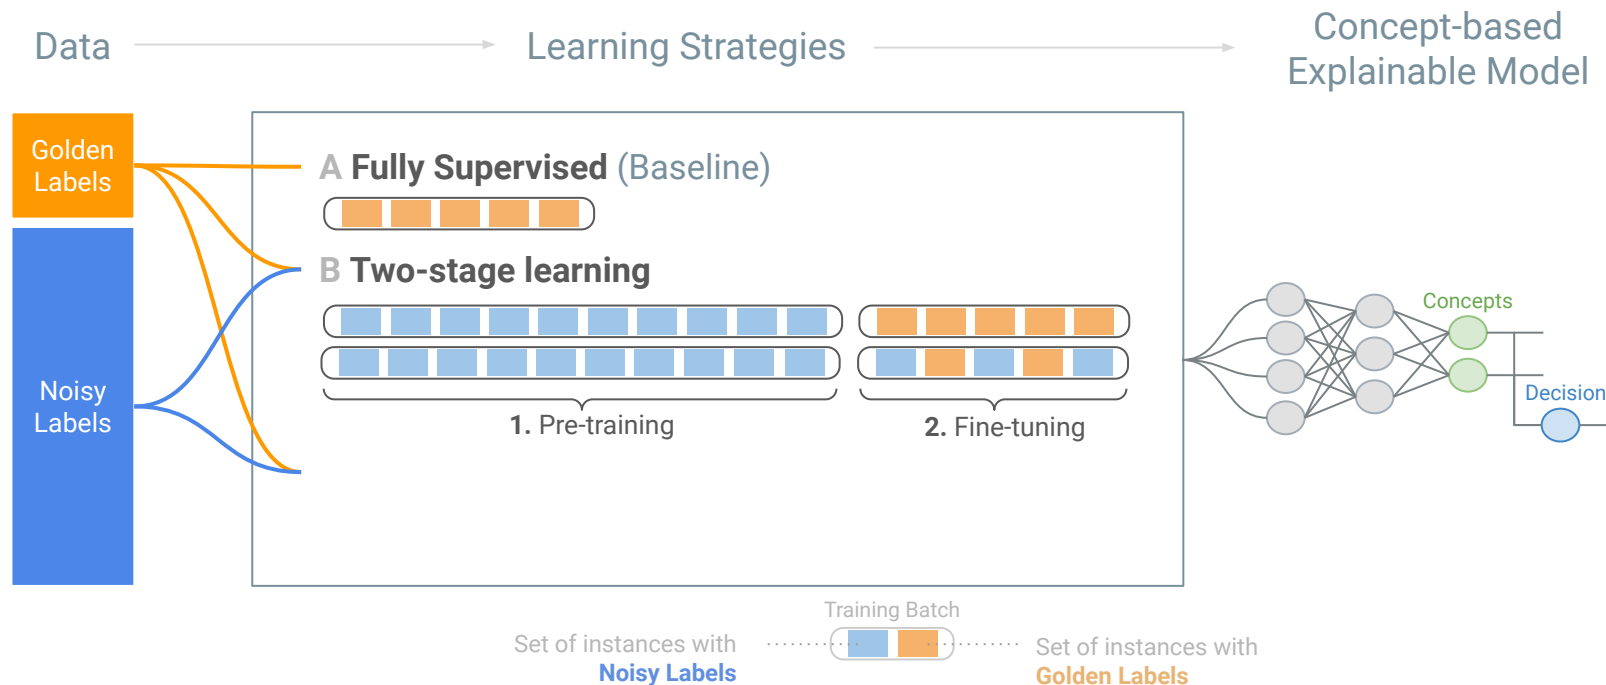 Data
Learning Strategies
Concept-based
Explainable Model
Golden
Labels
Noisy
Labels
A Fully Supervised (Baseline)
B Two-stage learning
1. Pre-training
2. Fine-tuning
Concepts
Decision
Training Batch
Set of instances with
Noisy Labels
Set of instances with
Golden Labels